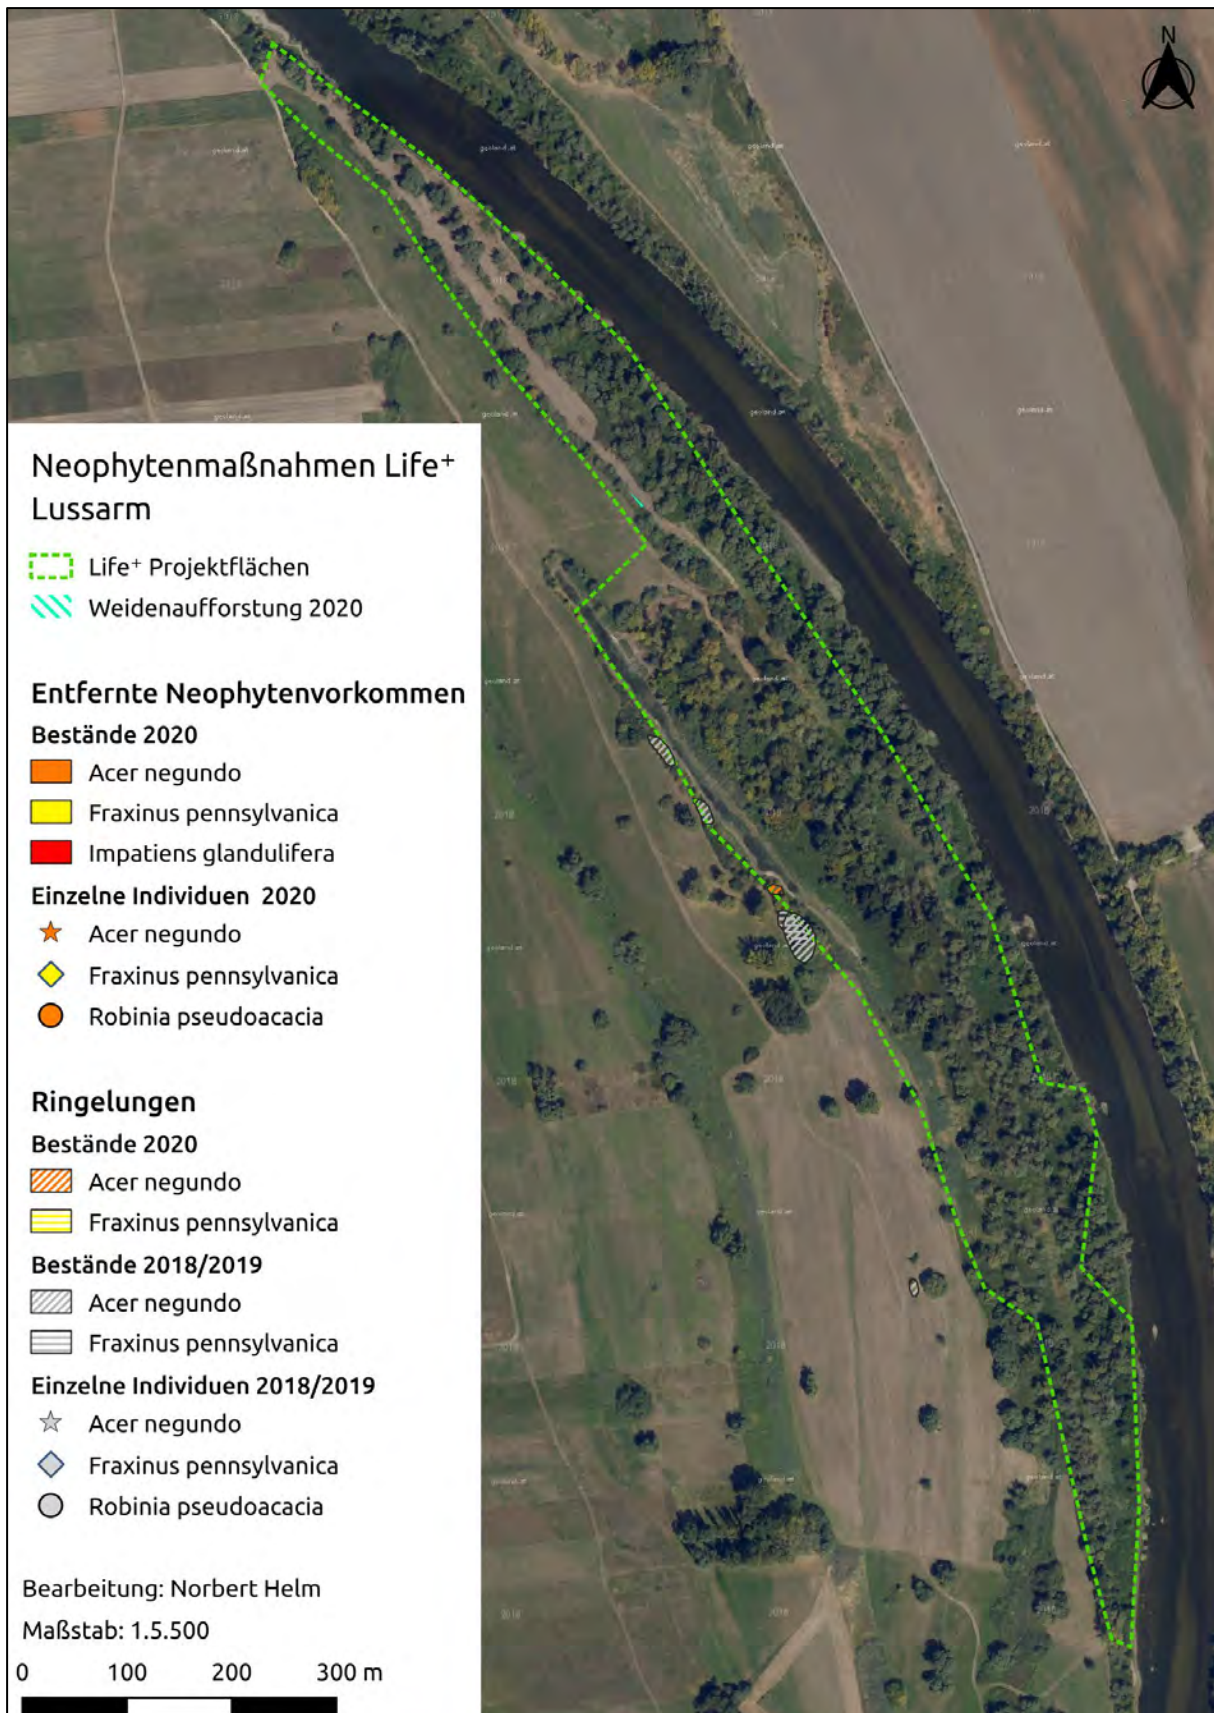 N
Neophytenmaßnahmen Life⁺
Lussarm
Life⁺ Projektflächen
Weidenaufforstung 2020
Entfernte Neophytenvorkommen
Bestände 2020
Acer negundo
Fraxinus pennsylvanica
Impatiens glandulifera
Einzelne Individuen 2020
Acer negundo
Fraxinus pennsylvanica
Robinia pseudoacacia
Ringelungen
Bestände 2020
Acer negundo
Fraxinus pennsylvanica
Bestände 2018/2019
Acer negundo
Fraxinus pennsylvanica
Einzelne Individuen 2018/2019
Acer negundo
Fraxinus pennsylvanica
Robinia pseudoacacia
Bearbeitung: Norbert Helm
Maßstab: 1.5.500
0 100 200 300 m